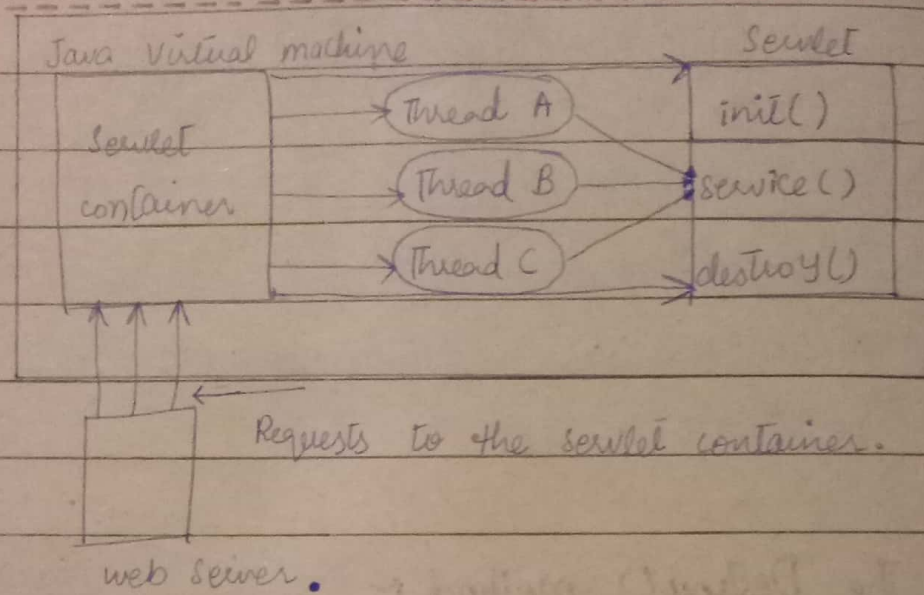 Java Virtual machine
Servlet
Servlet
container
Thread A
Thread B
Thread C
init()
service()
destroy()
Requests to the servlet container.
web server.